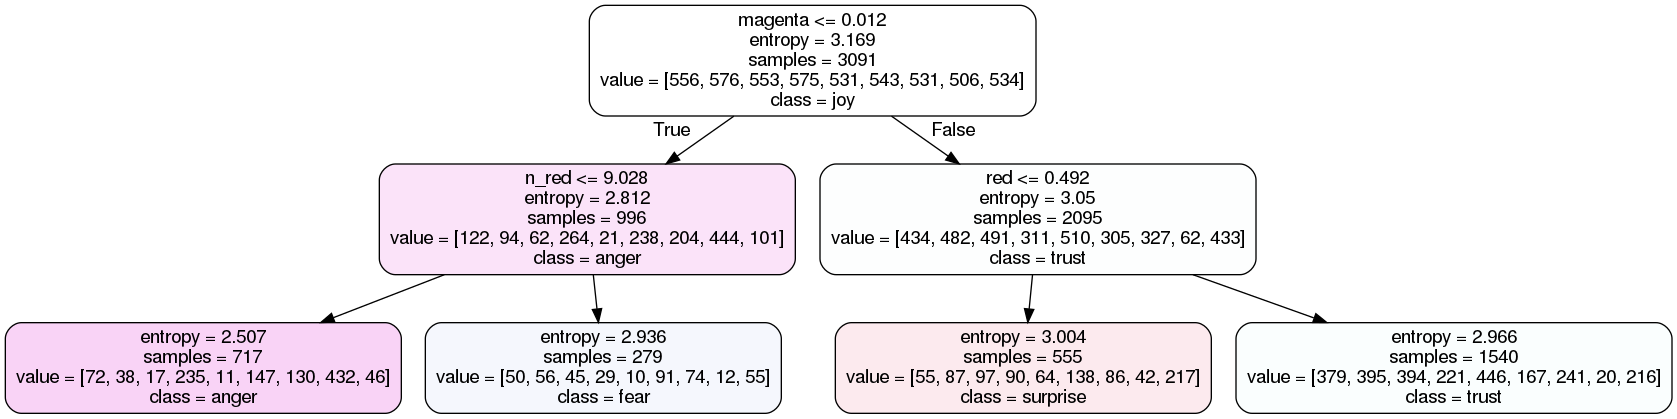 magenta <= 0.012
entropy = 3.169
samples = 3091
value = [556, 576, 553, 575, 531, 543, 531, 506, 534]
class = joy
True
False
n_red <= 9.028
entropy = 2.812
samples = 996
value = [122, 94, 62, 264, 21, 238, 204, 444, 101]
class = anger
red <= 0.492
entropy = 3.05
samples = 2095
value = [434, 482, 491, 311, 510, 305, 327, 62, 433]
class = trust
entropy = 2.507
samples = 717
value = [72, 38, 17, 235, 11, 147, 130, 432, 46]
class = anger
entropy = 2.936
samples = 279
value = [50, 56, 45, 29, 10, 91, 74, 12, 55]
class = fear
entropy = 3.004
samples = 555
value = [55, 87, 97, 90, 64, 138, 86, 42, 217]
class = surprise
entropy = 2.966
samples = 1540
value = [379, 395, 394, 221, 446, 167, 241, 20, 216]
class = trust